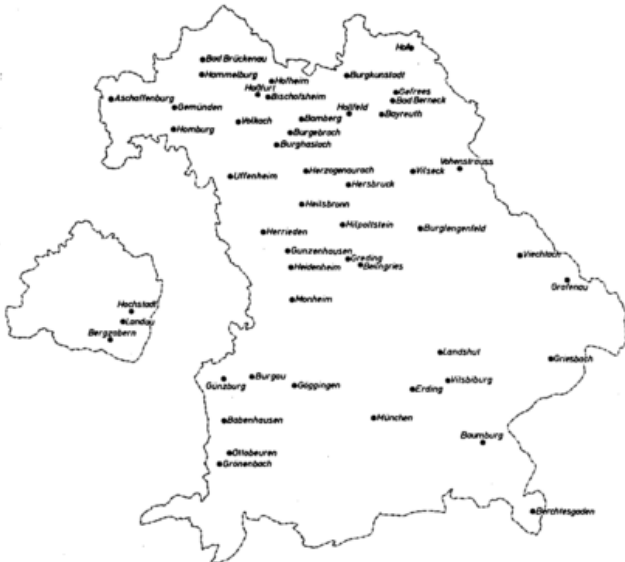 Hof
Bad Brückenau
Hammelburg
Hofheim
Burgkunstadt
Haßfurt
Bischofsheim
Gefrees
Bad Berneck
Aschaffenburg
Gemünden
Hollfeld
Bayreuth
Volkach
Bamberg
Homburg
Burgebrach
Burghaslach
Vohenstrauss
Uffenheim
Herzogenaurach
Vilseck
Hersbruck
Heilsbronn
Herrieden
Hilpoltstein
Burglengenfeld
Gunzenhausen
Greding
Beilngries
Viechtach
Heidenheim
Grafenau
Monheim
Hochstadt
Landau
Bergzabern
Landshut
Griesbach
Burgau
Günzburg
Göggingen
Vilsbiburg
Erding
Babenhausen
München
Baumburg
Ottobeuren
Grönenbach
Berchtesgaden